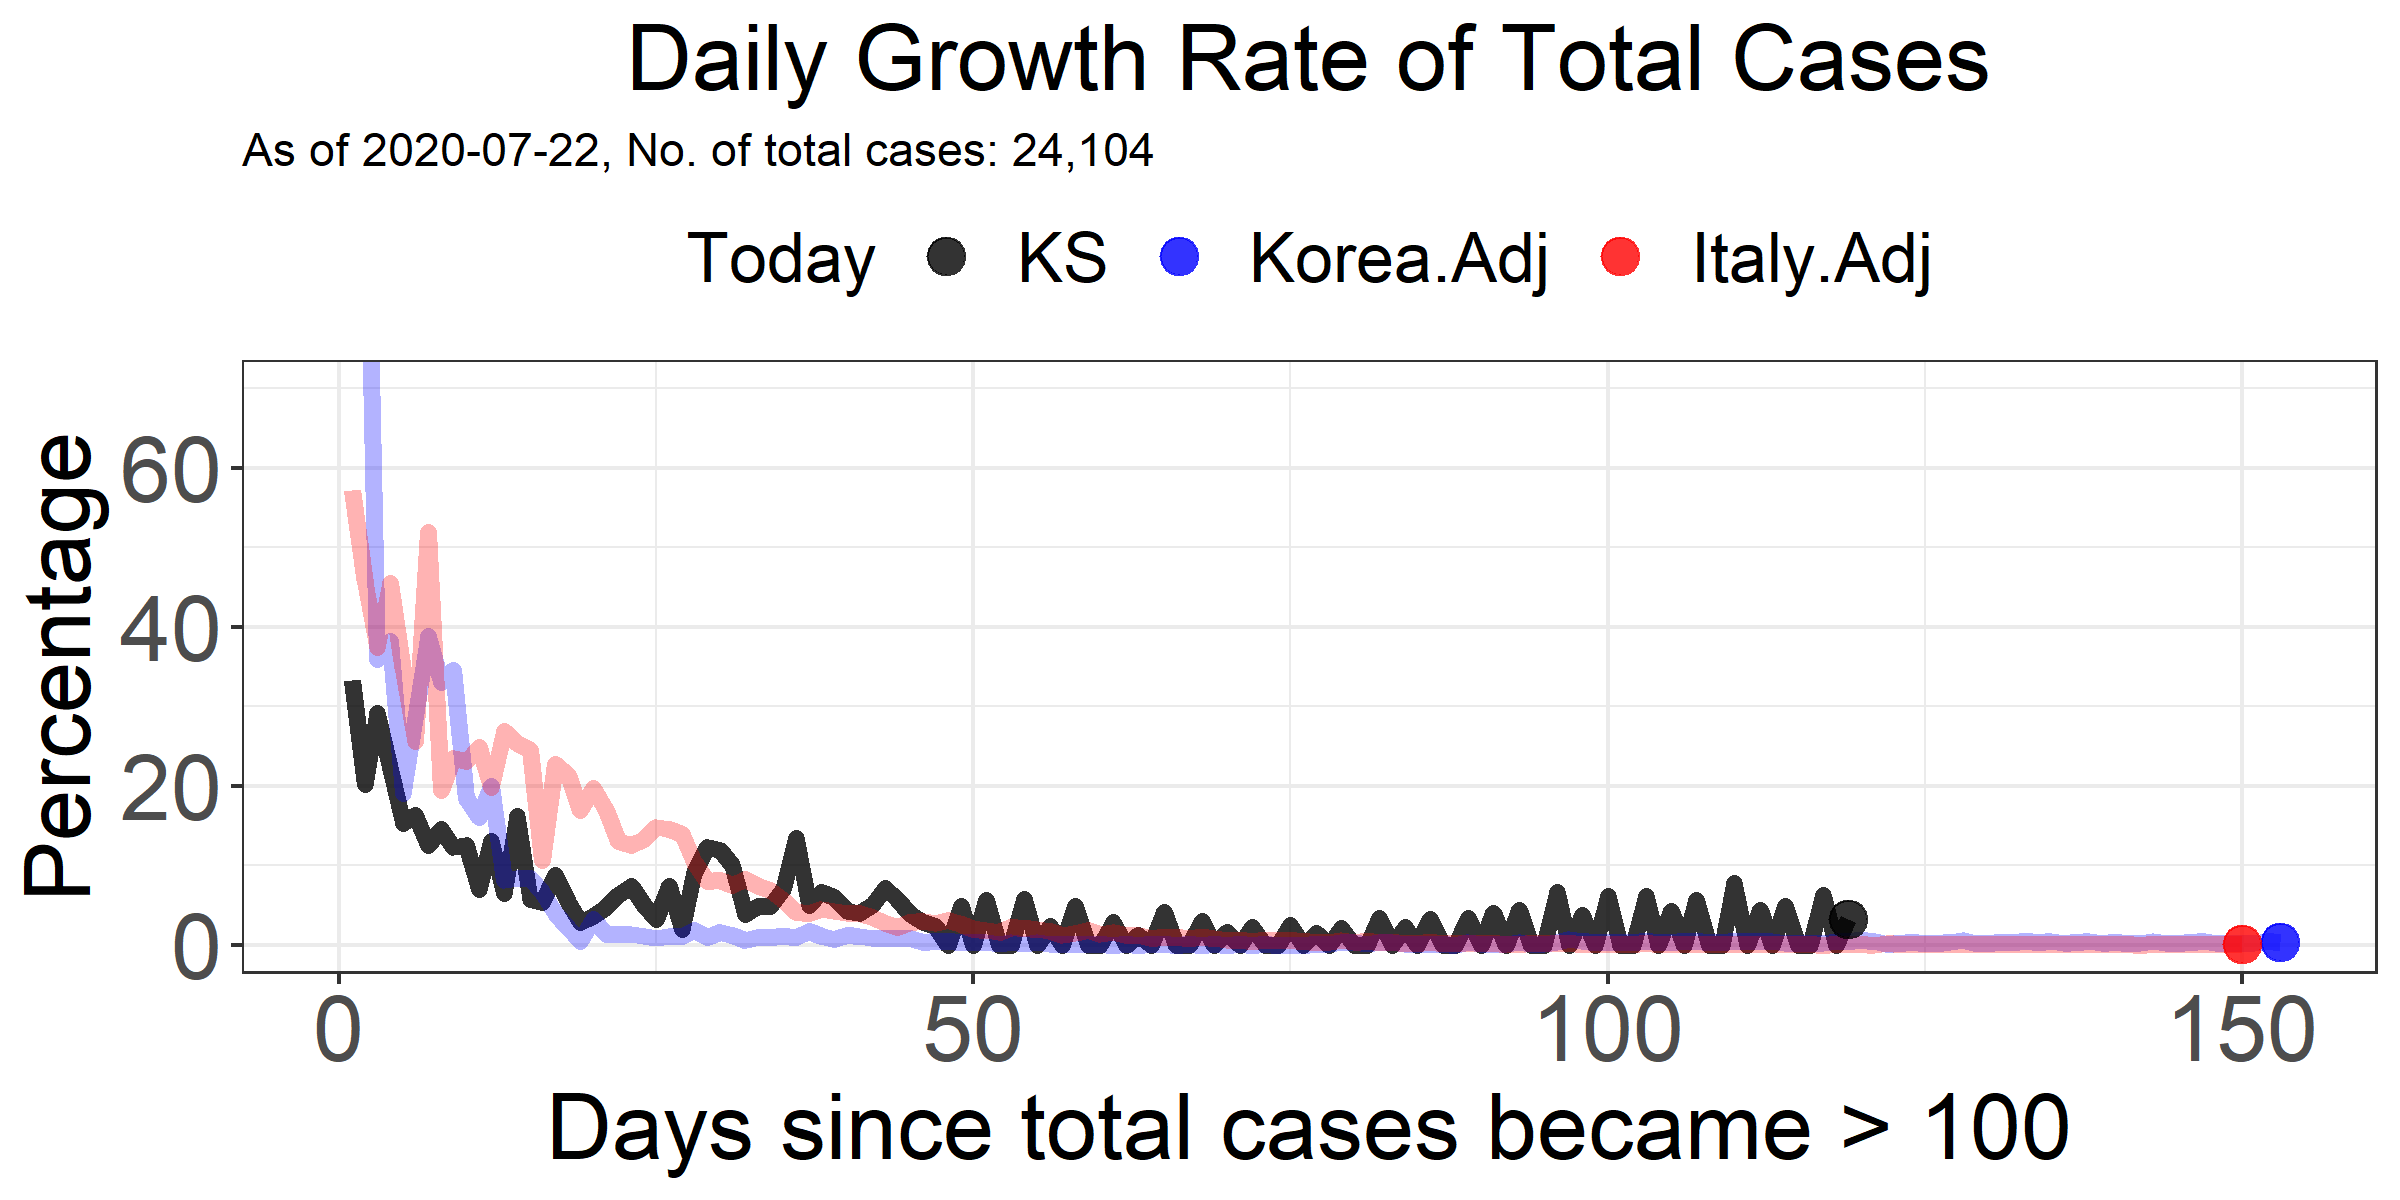 Daily Growth Rate of Total Cases
As of 2020-07-22, No. of total cases: 24,104
Today KS Korea.Adj Italy.Adj
Percentage
60
40
20
0
0 50 100 150
Days since total cases became > 100